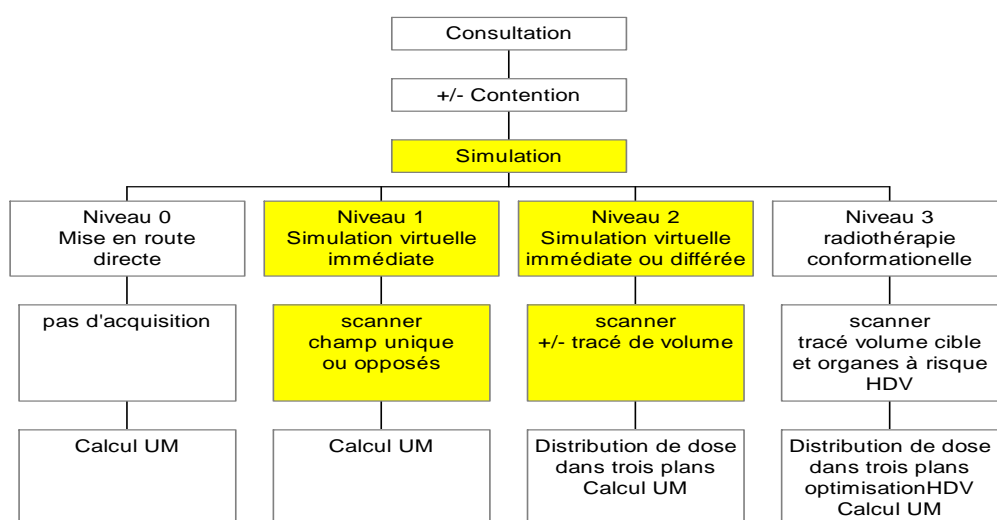 Consultation
+/- Contention
Simulation
Niveau 0
Mise en route
directe
Niveau 1
Simulation virtuelle
immédiate
Niveau 2
Simulation virtuelle
immédiate ou différée
Niveau 3
radiothérapie
conformationelle
pas d'acquisition
scanner
champ unique
ou opposés
scanner
+/- tracé de volume
scanner
tracé volume cible
et organes à risque
HDV
Calcul UM
Calcul UM
Distribution de dose
dans trois plans
Calcul UM
Distribution de dose
dans trois plans
optimisationHDV
Calcul UM